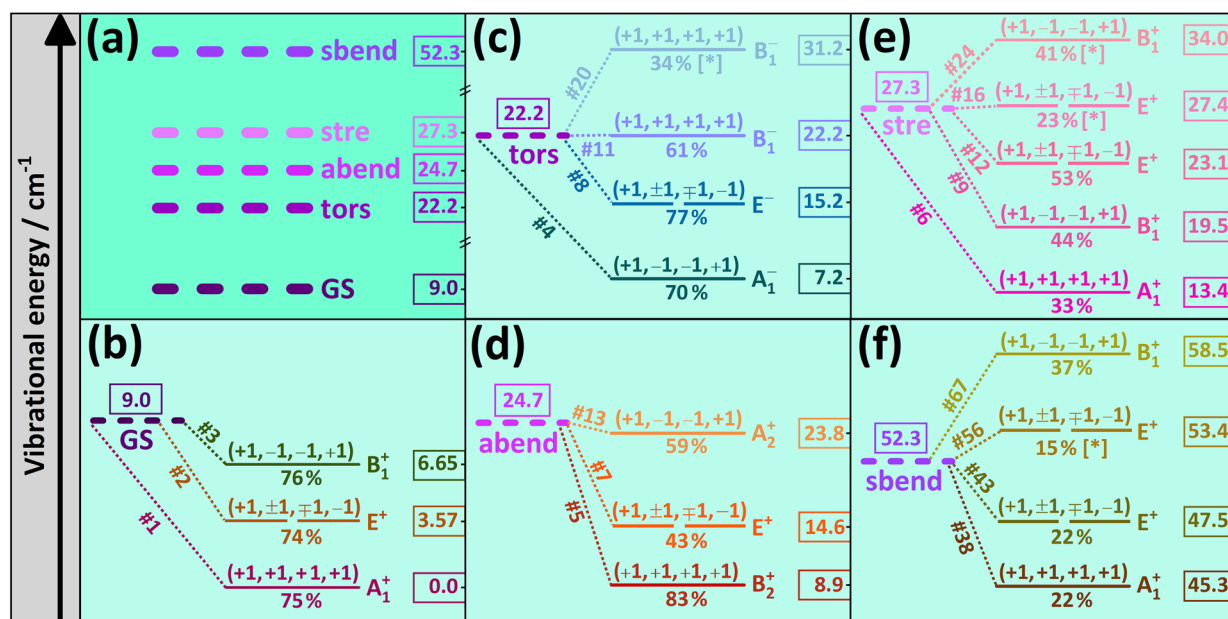 Vibrational energy / cm⁻¹
(a)
sbend 52.3
stre 27.3
abend 24.7
tors 22.2
GS 9.0
(b)
9.0
GS
#3
(+1, −1, −1, +1)
76% B₁⁺ 6.65
#2
(+1, ±1, ∓1, −1)
74% E⁺ 3.57
#1
(+1, +1, +1, +1)
75% A₁⁺ 0.0
(c)
22.2
tors
#20
(+1, +1, +1, +1)
34% [*] B₁⁻ 31.2
#11
(+1, +1, +1, +1)
61% B₁⁻ 22.2
#8
(+1, ±1, ∓1, −1)
77% E⁻ 15.2
#4
(+1, −1, −1, +1)
70% A₁⁻ 7.2
(d)
24.7
abend
#13
(+1, −1, −1, +1)
59% A₂⁺ 23.8
#7
(+1, ±1, ∓1, −1)
43% E⁺ 14.6
#5
(+1, +1, +1, +1)
83% B₂⁺ 8.9
(e)
27.3
stre
#24
(+1, −1, −1, +1)
41% [*] B₁⁺ 34.0
#16
(+1, ±1, ∓1, −1)
23% [*] E⁺ 27.4
#12
(+1, ±1, ∓1, −1)
53% E⁺ 23.1
#9
(+1, −1, −1, +1)
44% B₁⁺ 19.5
#6
(+1, +1, +1, +1)
33% A₁⁺ 13.4
(f)
52.3
sbend
#67
(+1, −1, −1, +1)
37% B₁⁺ 58.5
#56
(+1, ±1, ∓1, −1)
15% [*] E⁺ 53.4
#43
(+1, ±1, ∓1, −1)
22% E⁺ 47.5
#38
(+1, +1, +1, +1)
22% A₁⁺ 45.3